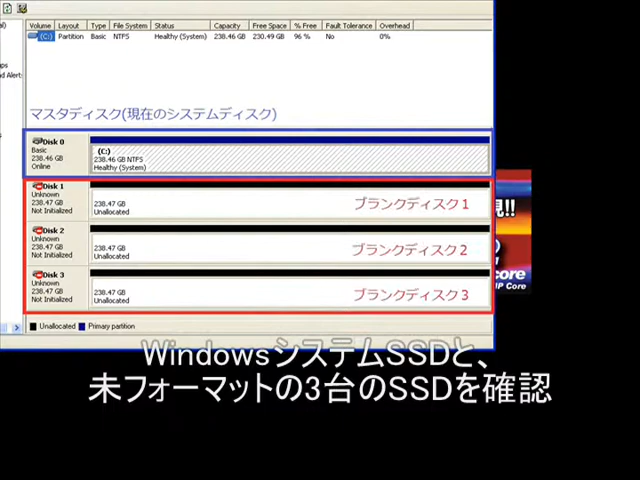 Volume Layout Type File System Status Capacity Free Space % Free Fault Tolerance Overhead
(C:) Partition Basic NTFS Healthy (System) 238.46 GB 230.49 GB 96 % No 0%
マスタディスク(現在のシステムディスク)
Disk 0
Basic
238.46 GB
Online
(C:)
238.46 GB NTFS
Healthy (System)
Disk 1
Unknown
238.47 GB
Not Initialized
238.47 GB
Unallocated
ブランクディスク1
Disk 2
Unknown
238.47 GB
Not Initialized
238.47 GB
Unallocated
ブランクディスク2
Disk 3
Unknown
238.47 GB
Not Initialized
238.47 GB
Unallocated
ブランクディスク3
Unallocated Primary partition
!!
core
IP Core
WindowsシステムSSDと、
未フォーマットの3台のSSDを確認